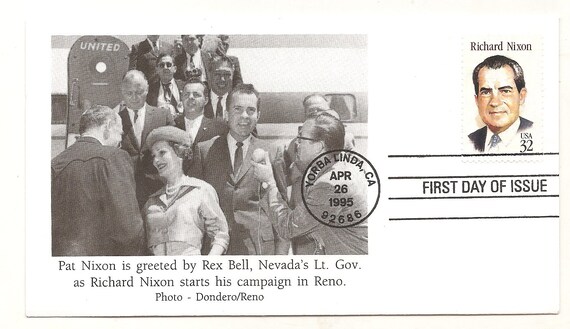 UNITED
Richard Nixon
USA
32
YORBA LINDA, CA
APR
26
1995
92686
FIRST DAY OF ISSUE
Pat Nixon is greeted by Rex Bell, Nevada's Lt. Gov.
as Richard Nixon starts his campaign in Reno.
Photo - Dondero/Reno